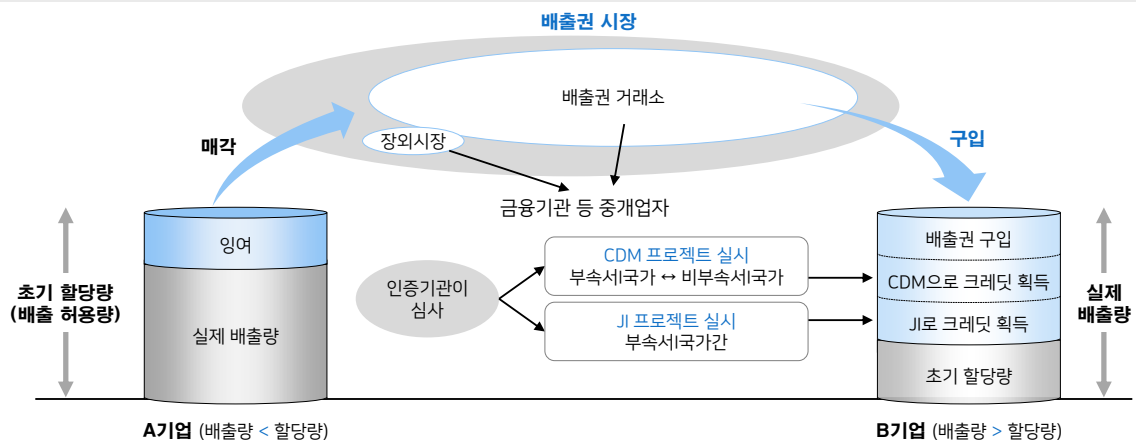 배출권 시장
배출권 거래소
매각
장외시장
구입
금융기관 등 중개업자
잉여
실제 배출량
초기 할당량
(배출 허용량)
인증기관이
심사
CDM 프로젝트 실시
부속서I국가 ↔ 비부속서I국가
JI 프로젝트 실시
부속서I국가간
배출권 구입
CDM으로 크레딧 획득
JI로 크레딧 획득
초기 할당량
실제
배출량
A기업 (배출량 < 할당량)
B기업 (배출량 > 할당량)